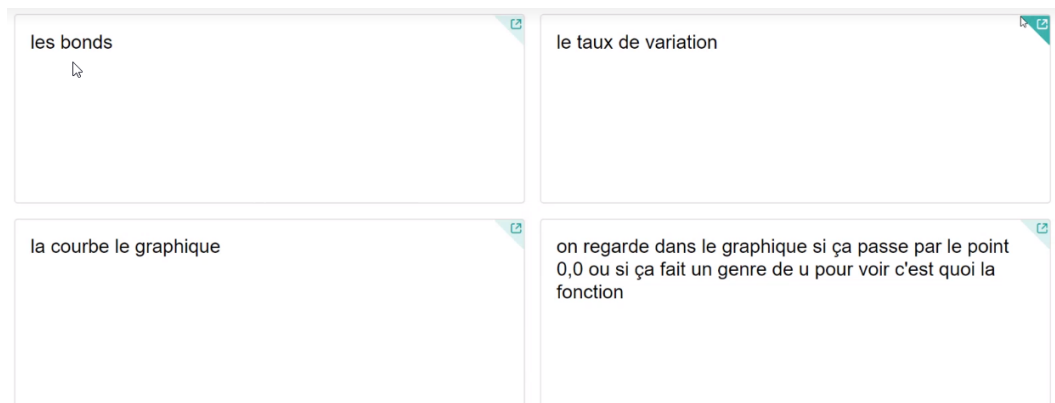 les bonds
le taux de variation
la courbe le graphique
on regarde dans le graphique si ça passe par le point
0,0 ou si ça fait un genre de u pour voir c'est quoi la
fonction